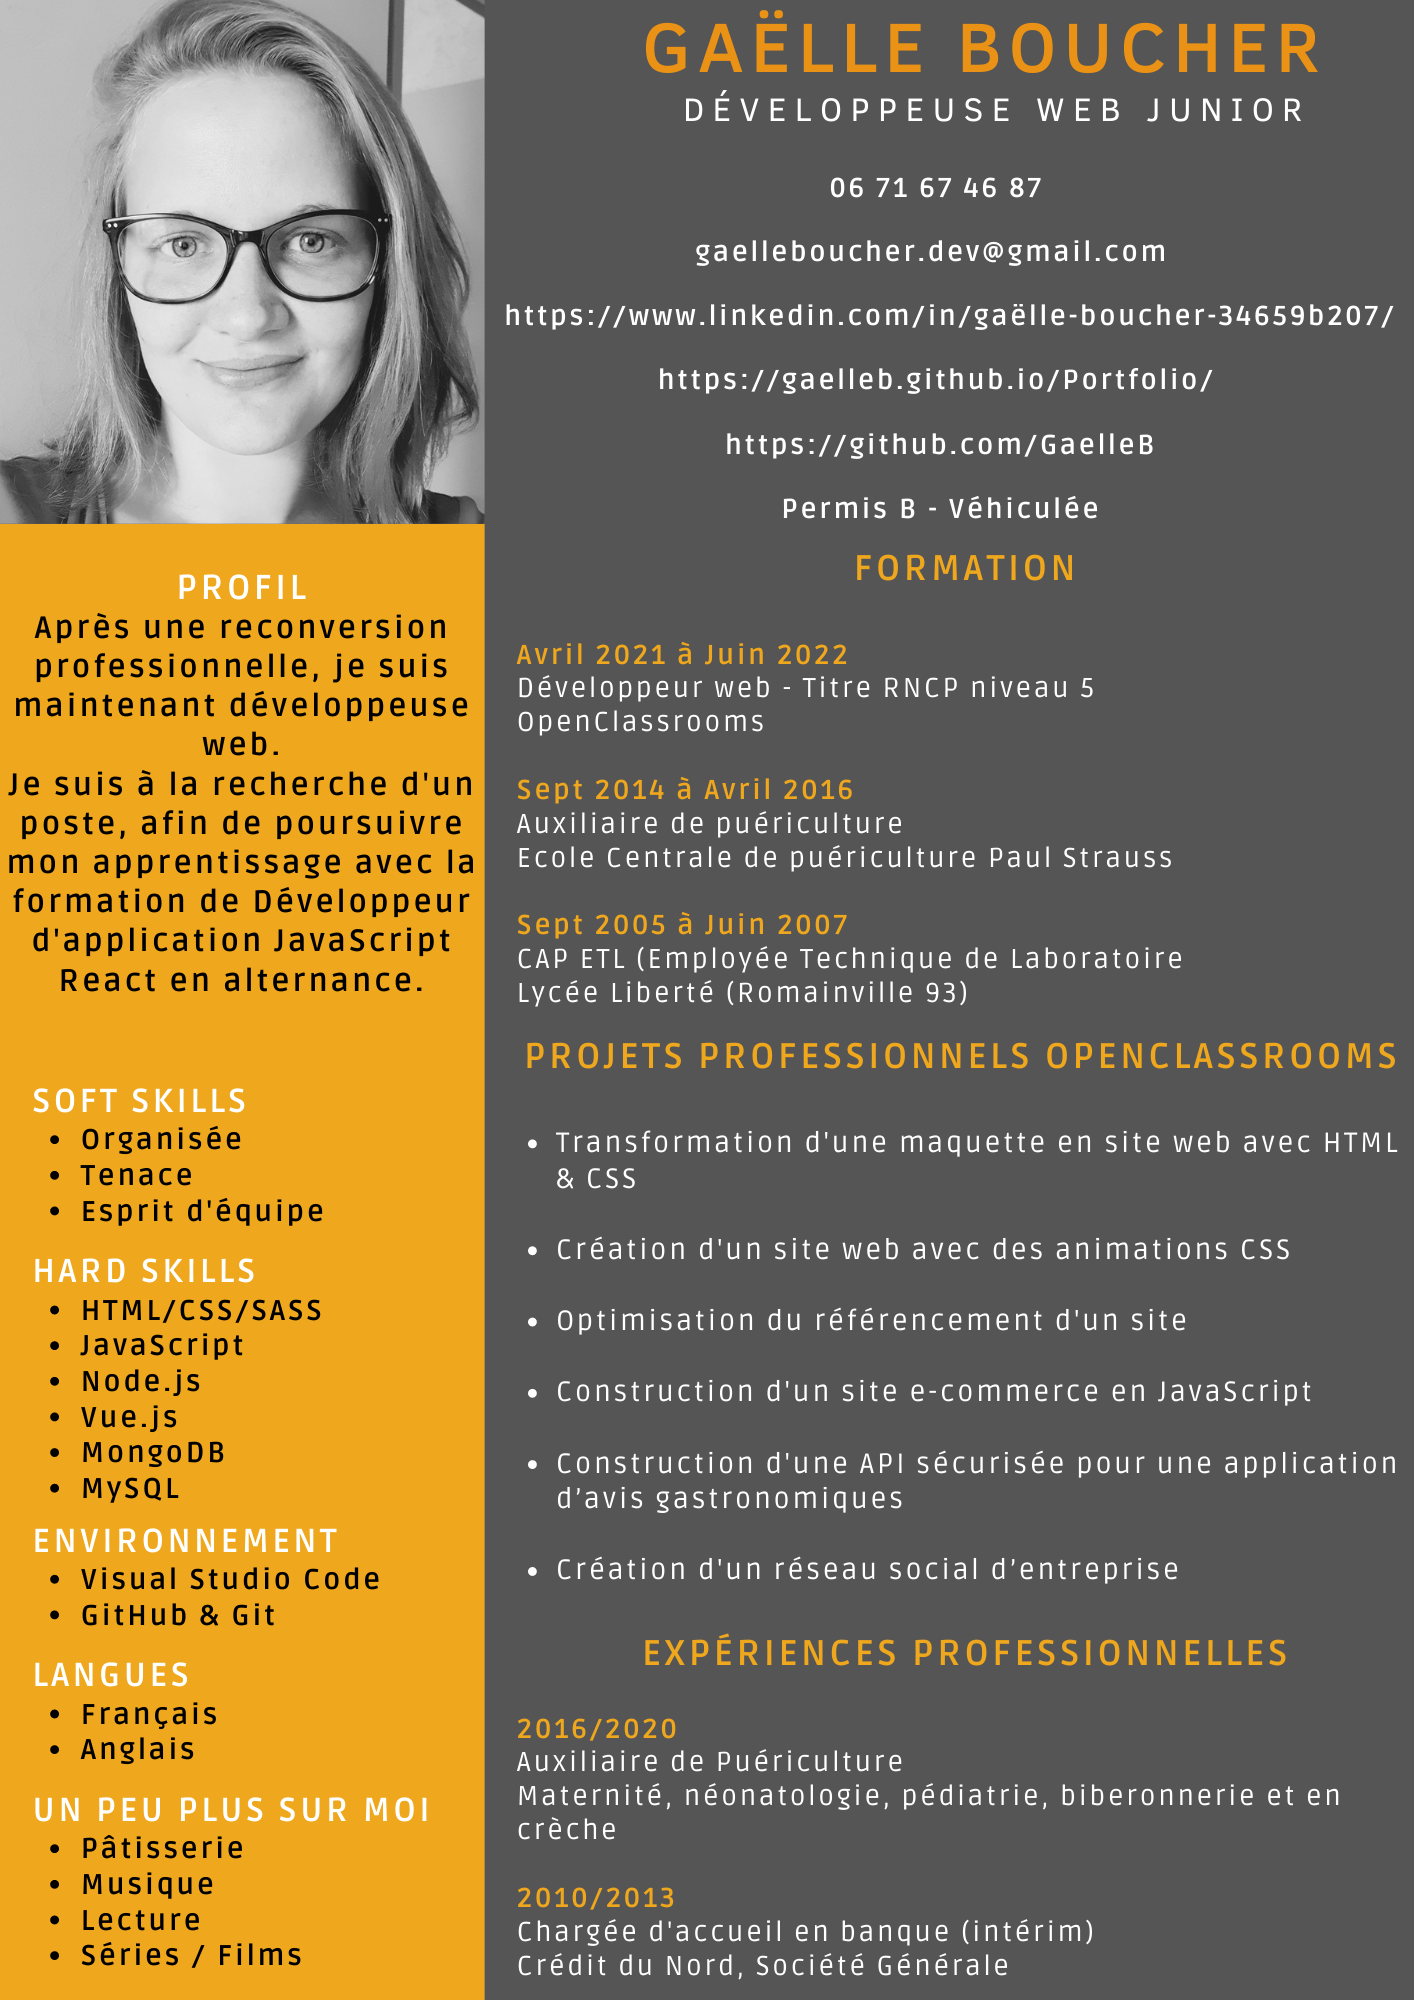 GAËLLE BOUCHER
DÉVELOPPEUSE WEB JUNIOR
06 71 67 46 87
gaelleboucher.dev@gmail.com
https://www.linkedin.com/in/gaëlle-boucher-34659b207/
https://gaelleb.github.io/Portfolio/
https://github.com/GaelleB
Permis B - Véhiculée
PROFIL
Après une reconversion
professionnelle, je suis
maintenant développeuse
web.
Je suis à la recherche d'un
poste, afin de poursuivre
mon apprentissage avec la
formation de Développeur
d'application JavaScript
React en alternance.
SOFT SKILLS
• Organisée
• Tenace
• Esprit d'équipe
HARD SKILLS
• HTML/CSS/SASS
• JavaScript
• Node.js
• Vue.js
• MongoDB
• MySQL
ENVIRONNEMENT
• Visual Studio Code
• GitHub & Git
LANGUES
• Français
• Anglais
UN PEU PLUS SUR MOI
• Pâtisserie
• Musique
• Lecture
• Séries / Films
FORMATION
Avril 2021 à Juin 2022
Développeur web - Titre RNCP niveau 5
OpenClassrooms
Sept 2014 à Avril 2016
Auxiliaire de puériculture
Ecole Centrale de puériculture Paul Strauss
Sept 2005 à Juin 2007
CAP ETL (Employée Technique de Laboratoire
Lycée Liberté (Romainville 93)
PROJETS PROFESSIONNELS OPENCLASSROOMS
• Transformation d'une maquette en site web avec HTML
& CSS
• Création d'un site web avec des animations CSS
• Optimisation du référencement d'un site
• Construction d'un site e-commerce en JavaScript
• Construction d'une API sécurisée pour une application
d’avis gastronomiques
• Création d'un réseau social d’entreprise
EXPÉRIENCES PROFESSIONNELLES
2016/2020
Auxiliaire de Puériculture
Maternité, néonatologie, pédiatrie, biberonnerie et en
crèche
2010/2013
Chargée d'accueil en banque (intérim)
Crédit du Nord, Société Générale